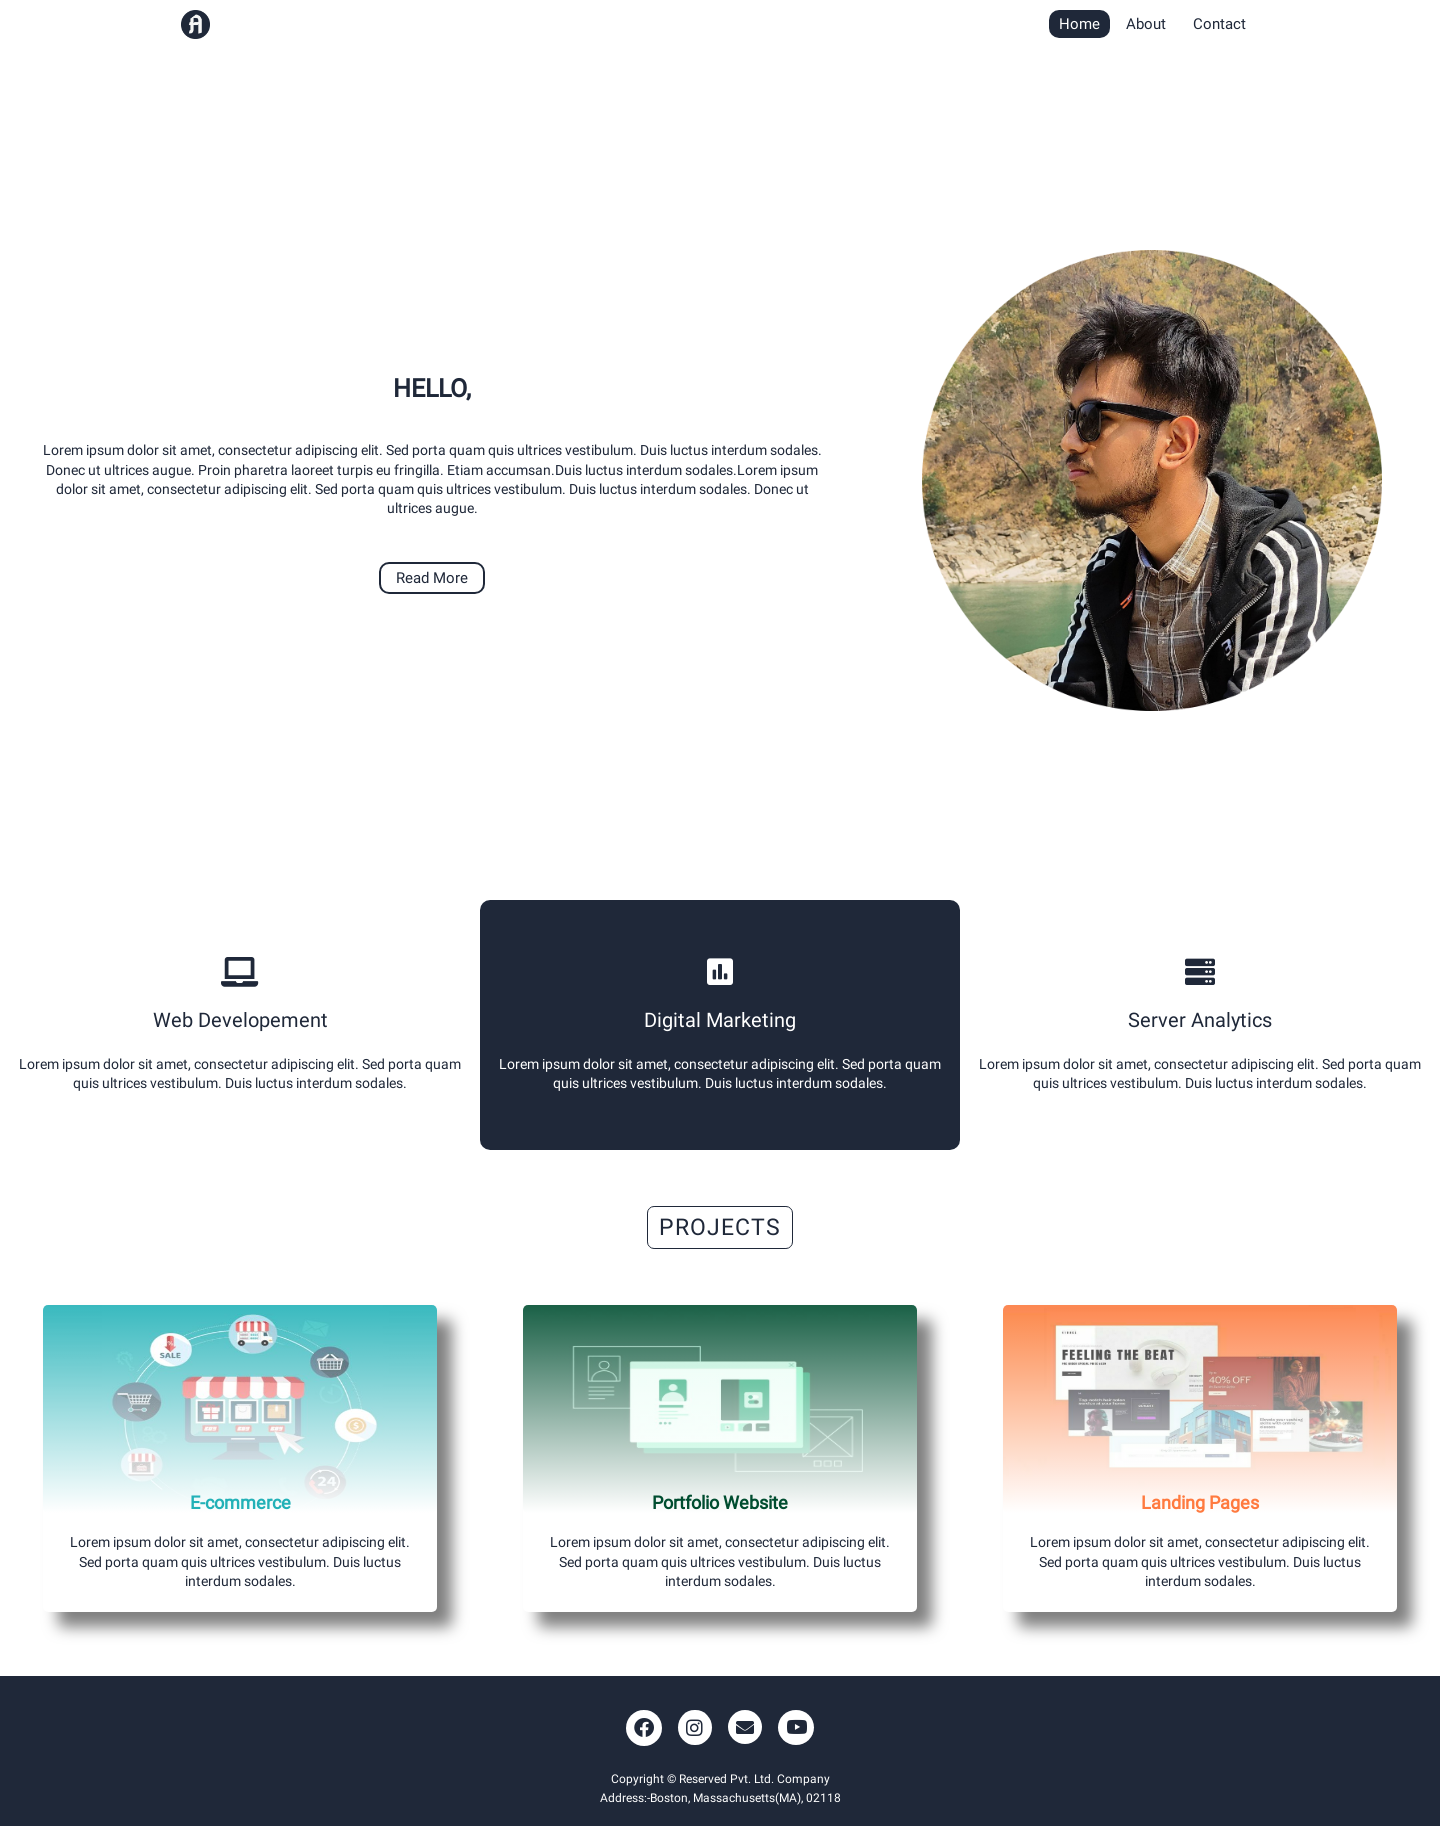 Home About Contact
HELLO,
Lorem ipsum dolor sit amet, consectetur adipiscing elit. Sed porta quam quis ultrices vestibulum. Duis luctus interdum sodales.
Donec ut ultrices augue. Proin pharetra laoreet turpis eu fringilla. Etiam accumsan.Duis luctus interdum sodales.Lorem ipsum
dolor sit amet, consectetur adipiscing elit. Sed porta quam quis ultrices vestibulum. Duis luctus interdum sodales. Donec ut
ultrices augue.
Read More
Web Developement
Lorem ipsum dolor sit amet, consectetur adipiscing elit. Sed porta quam
quis ultrices vestibulum. Duis luctus interdum sodales.
Digital Marketing
Lorem ipsum dolor sit amet, consectetur adipiscing elit. Sed porta quam
quis ultrices vestibulum. Duis luctus interdum sodales.
Server Analytics
Lorem ipsum dolor sit amet, consectetur adipiscing elit. Sed porta quam
quis ultrices vestibulum. Duis luctus interdum sodales.
PROJECTS
SALE
24
E-commerce
Lorem ipsum dolor sit amet, consectetur adipiscing elit.
Sed porta quam quis ultrices vestibulum. Duis luctus
interdum sodales.
Portfolio Website
Lorem ipsum dolor sit amet, consectetur adipiscing elit.
Sed porta quam quis ultrices vestibulum. Duis luctus
interdum sodales.
FEELING THE BEAT
40% OFF
Landing Pages
Lorem ipsum dolor sit amet, consectetur adipiscing elit.
Sed porta quam quis ultrices vestibulum. Duis luctus
interdum sodales.
Copyright © Reserved Pvt. Ltd. Company
Address:-Boston, Massachusetts(MA), 02118